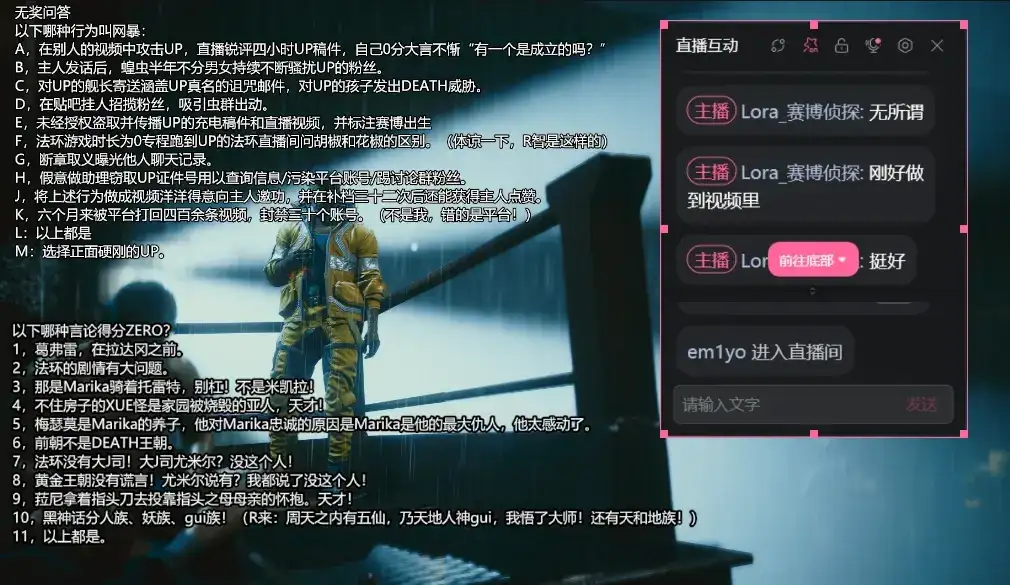 无奖问答
以下哪种行为叫网暴：
A，在别人的视频中攻击UP，直播锐评四小时UP稿件，自己0分大言不惭“有一个是成立的吗？”
B，主人发话后，蝗虫半年不分男女持续不断骚扰UP的粉丝。
C，对UP的舰长寄送涵盖UP真名的诅咒邮件，对UP的孩子发出DEATH威胁。
D，在贴吧挂人招揽粉丝，吸引虫群出动。
E，未经授权盗取并传播UP的充电稿件和直播视频，并标注赛博出生
F，法环游戏时长为0专程跑到UP的法环直播间问胡椒和花椒的区别。（体谅一下，R智是这样的）
G，断章取义曝光他人聊天记录。
H，假意做助理窃取UP证件号用以查询信息/污染平台账号/踢讨论群粉丝。
J，将上述行为做成视频洋洋得意向主人邀功，并在补档三十二次后还能获得主人点赞。
K，六个月来被平台打回四百余条视频，封禁三十个账号。（不是我，错的是平台！）
L：以上都是
M：选择正面硬刚的UP。
以下哪种言论得分ZERO？
1，葛弗雷，在拉达冈之前。
2，法环的剧情有大问题。
3，那是Marika骑着托雷特，别杠！不是米凯拉！
4，不住房子的XUE怪是家园被烧毁的亚人，天才！
5，梅瑟莫是Marika的养子，他对Marika忠诚的原因是Marika是他的最大仇人，他太感动了。
6，前朝不是DEATH王朝。
7，法环没有大J司！大J司尤米尔？没这个人！
8，黄金王朝没有谎言！尤米尔说有？我都说了没这个人！
9，菈尼拿着指头刀去投靠指头之母母亲的怀抱。天才！
10，黑神话分人族、妖族、gui族！（R来：周天之内有五仙，乃天地人神gui，我悟了大师！还有天和地族！）
11，以上都是。
直播互动
主播 Lora_赛博侦探: 无所谓
主播 Lora_赛博侦探: 刚好做
到视频里
主播 Lor 前往底部 : 挺好
em1yo 进入直播间
请输入文字 发送